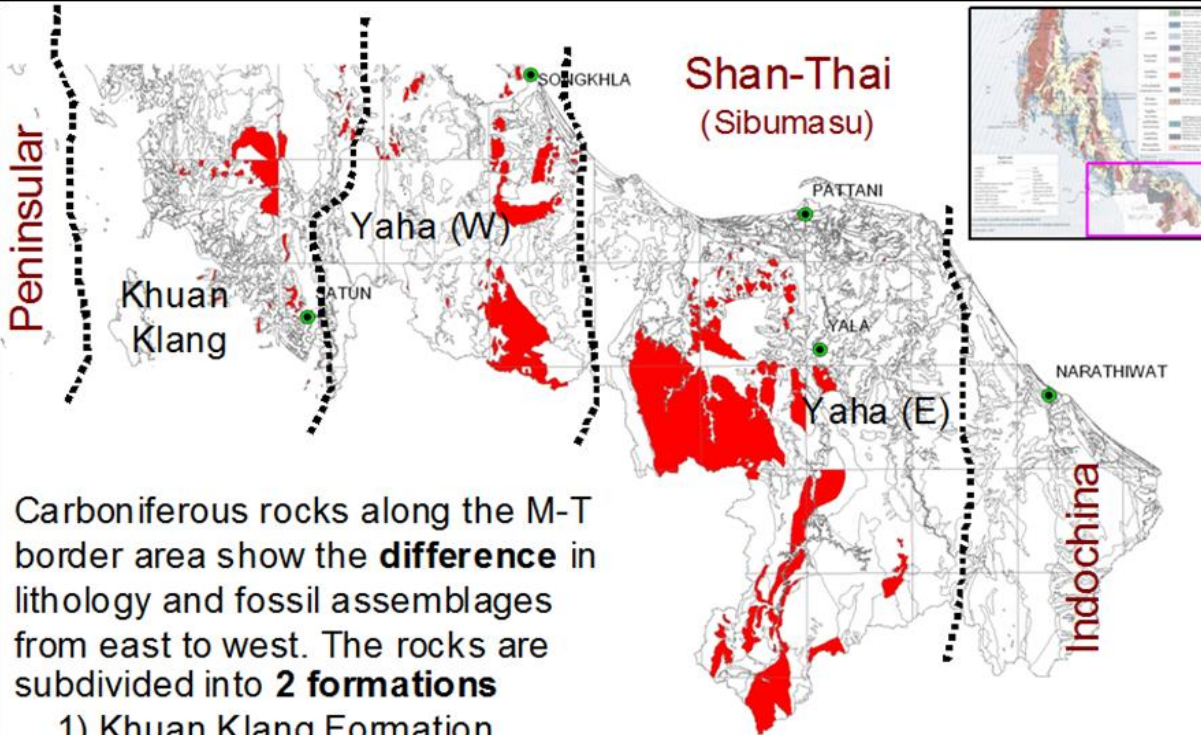 Shan-Thai
(Sibumasu)
SONGKHLA
Peninsular
PATTANI
Yaha (W)
Khuan
Klang
ATUN
YALA
NARATHIWAT
Yaha (E)
Indochina
Carboniferous rocks along the M-T
border area show the difference in
lithology and fossil assemblages
from east to west. The rocks are
subdivided into 2 formations
1) Khuan Klang Formation